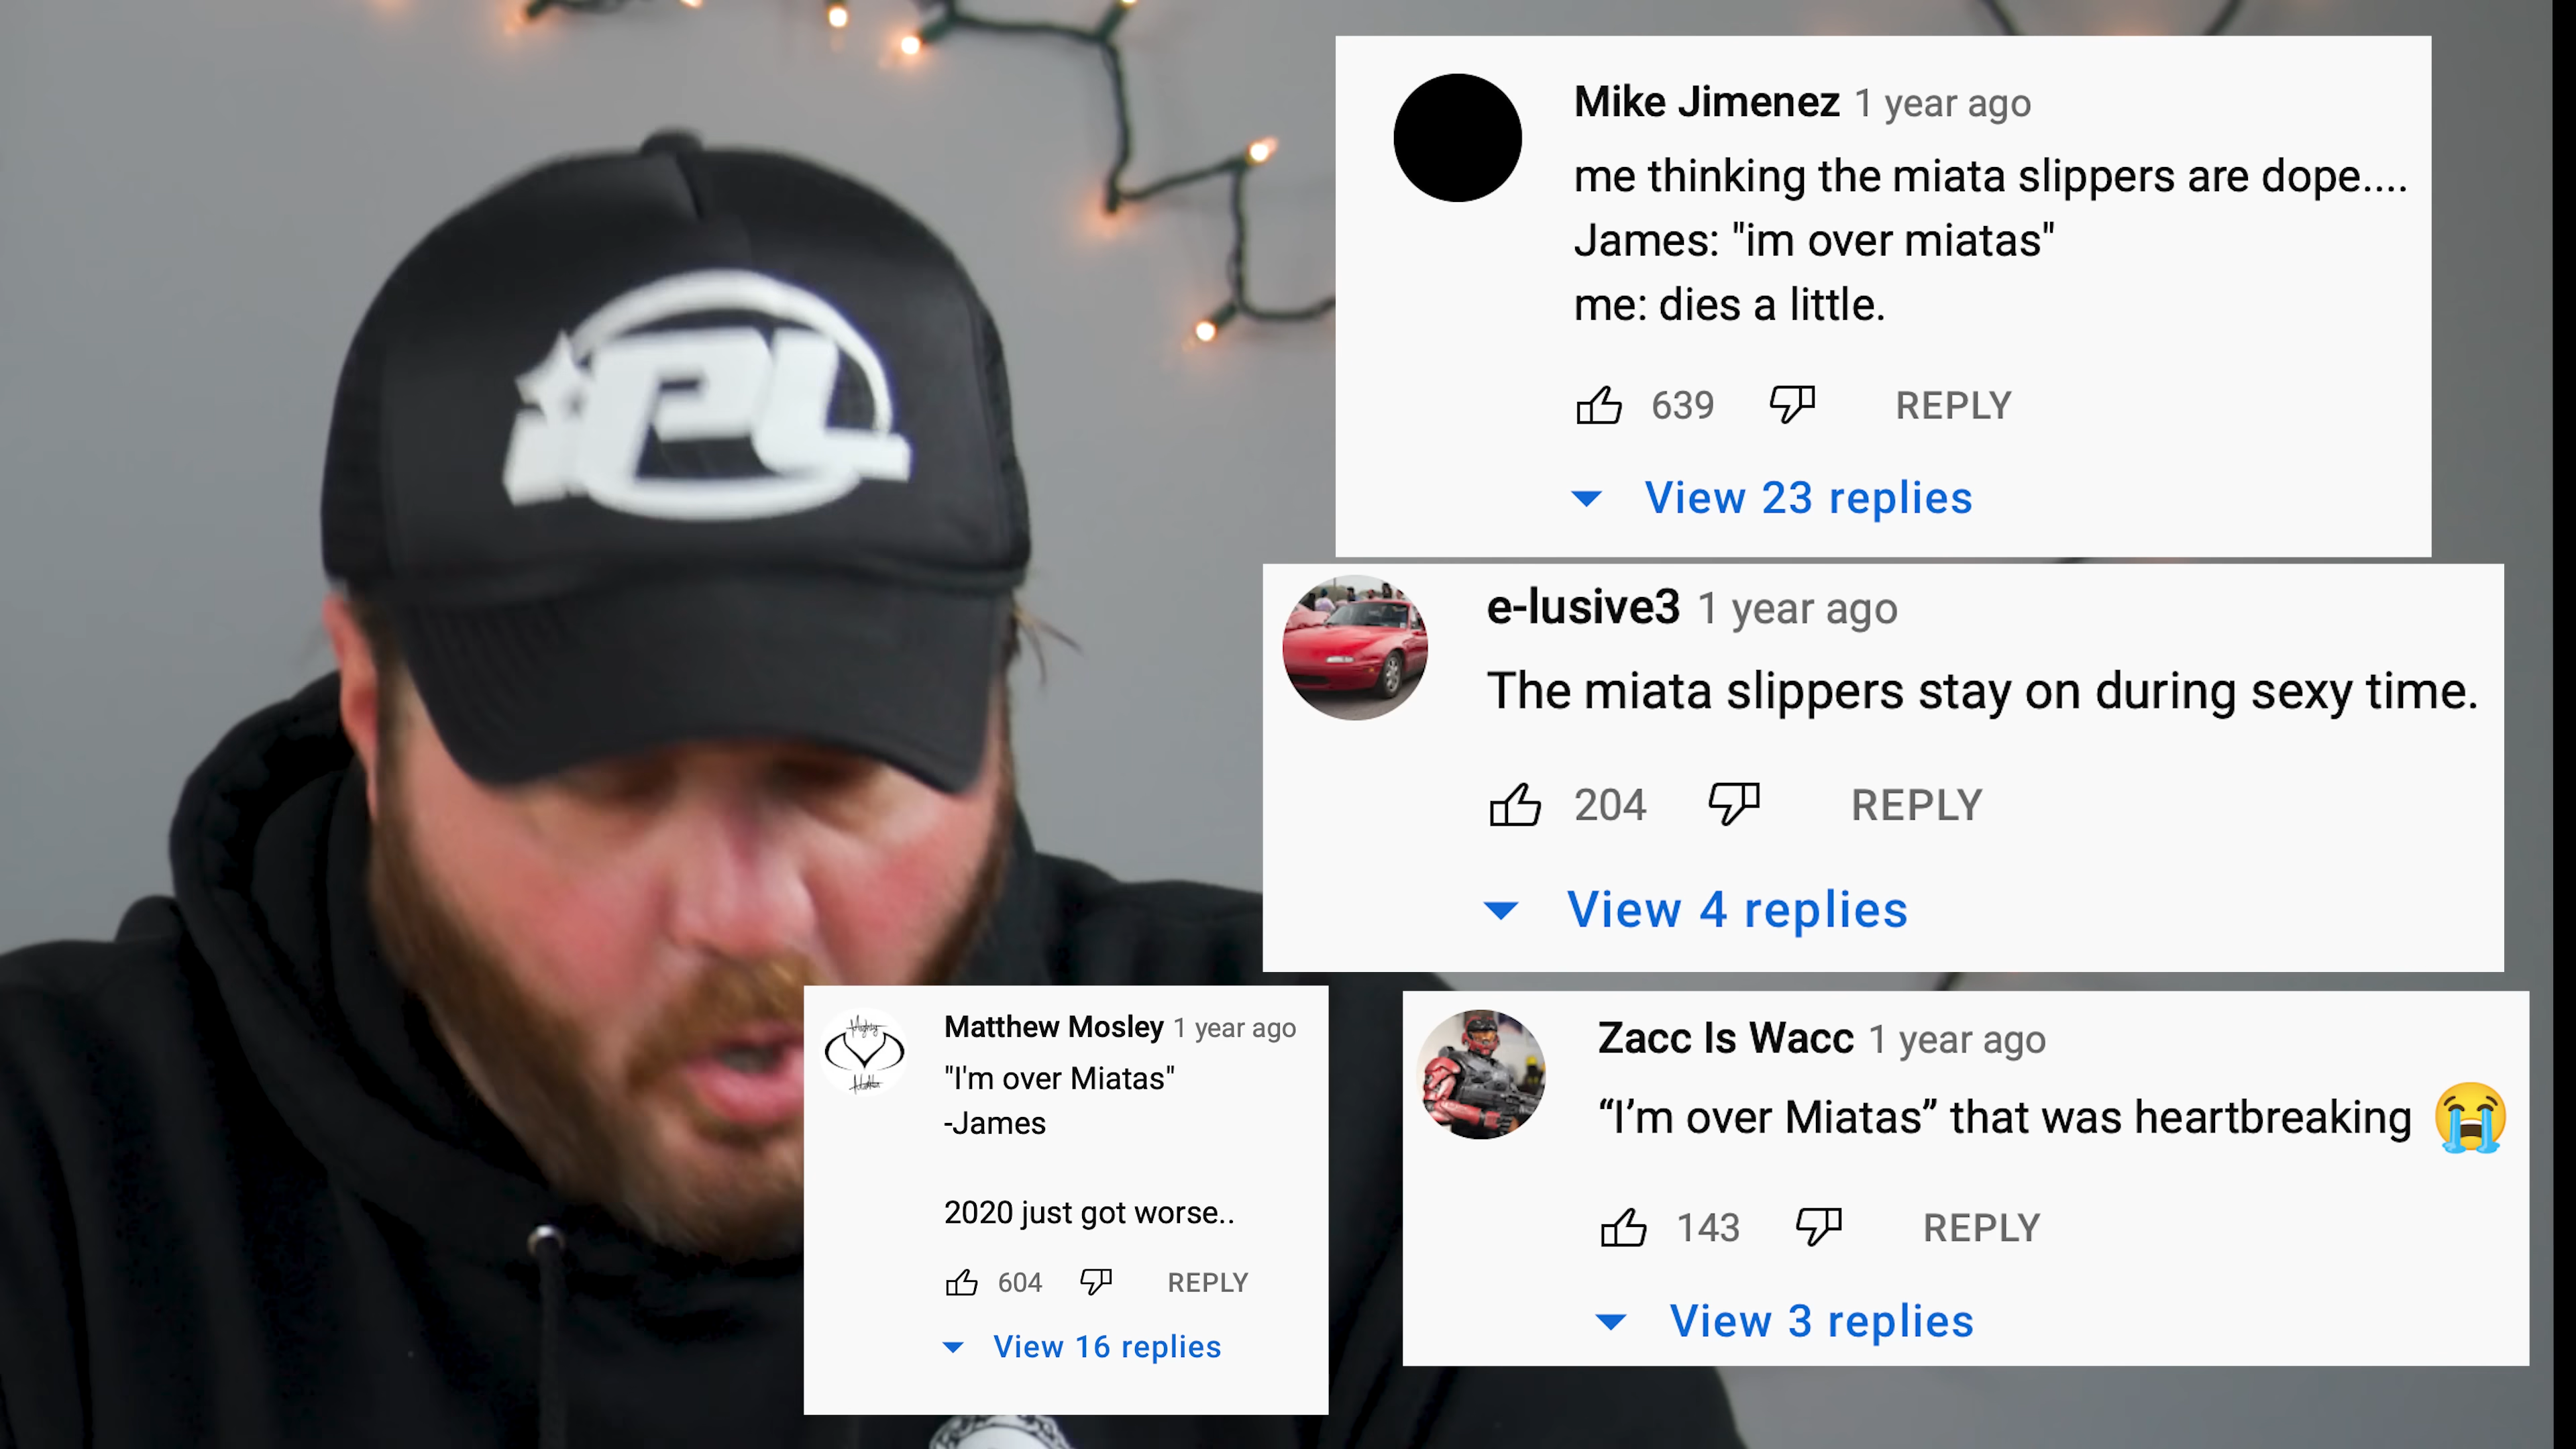 PL
Mike Jimenez 1 year ago
me thinking the miata slippers are dope....
James: "im over miatas"
me: dies a little.
639 REPLY
View 23 replies
e-lusive3 1 year ago
The miata slippers stay on during sexy time.
204 REPLY
View 4 replies
Matthew Mosley 1 year ago
"I'm over Miatas"
-James
2020 just got worse..
604 REPLY
View 16 replies
Zacc Is Wacc 1 year ago
“I’m over Miatas” that was heartbreaking 😭
143 REPLY
View 3 replies